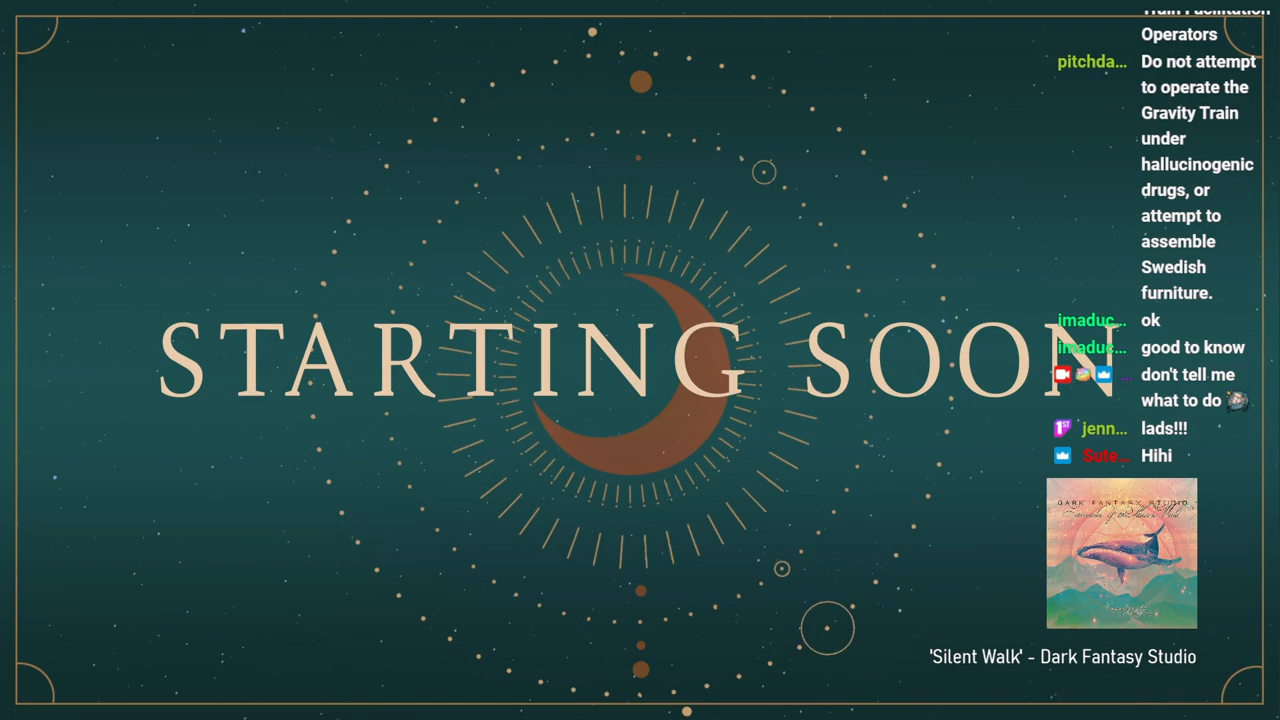 Operators
pitchda... Do not attempt
to operate the
Gravity Train
under
hallucinogenic
drugs, or
attempt to
assemble
Swedish
furniture.
imaduc... ok
imaduc... good to know
... don't tell me
what to do
jenn... lads!!!
Sute... Hihi
STARTING SOON
DARK FANTASY STUDIO
'Silent Walk' - Dark Fantasy Studio